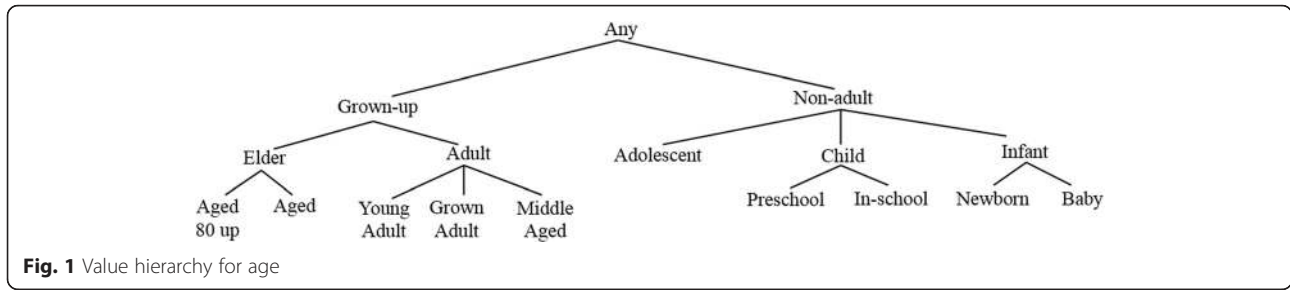 Any
Grown-up Non-adult
Elder Adult Adolescent Child Infant
Aged Aged Young Grown Middle Preschool In-school Newborn Baby
80 up Adult Adult Aged
Fig. 1 Value hierarchy for age